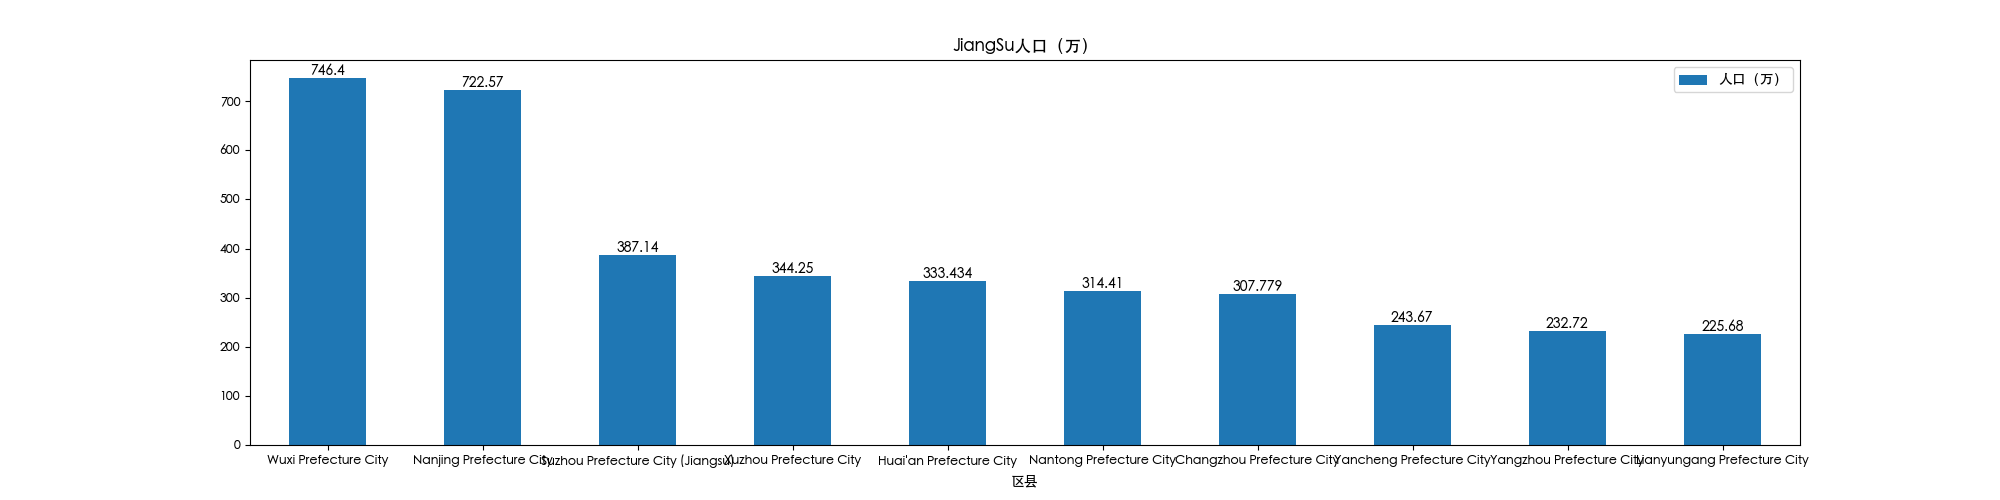 JiangSu人口（万）
人口（万）
746.4
722.57
387.14
344.25
333.434
314.41
307.779
243.67
232.72
225.68
700
600
500
400
300
200
100
0
Wuxi Prefecture City
Nanjing Prefecture City
Suzhou Prefecture City (Jiangsu)
Xuzhou Prefecture City
Huai'an Prefecture City
Nantong Prefecture City
Changzhou Prefecture City
Yancheng Prefecture City
Yangzhou Prefecture City
Lianyungang Prefecture City
区县